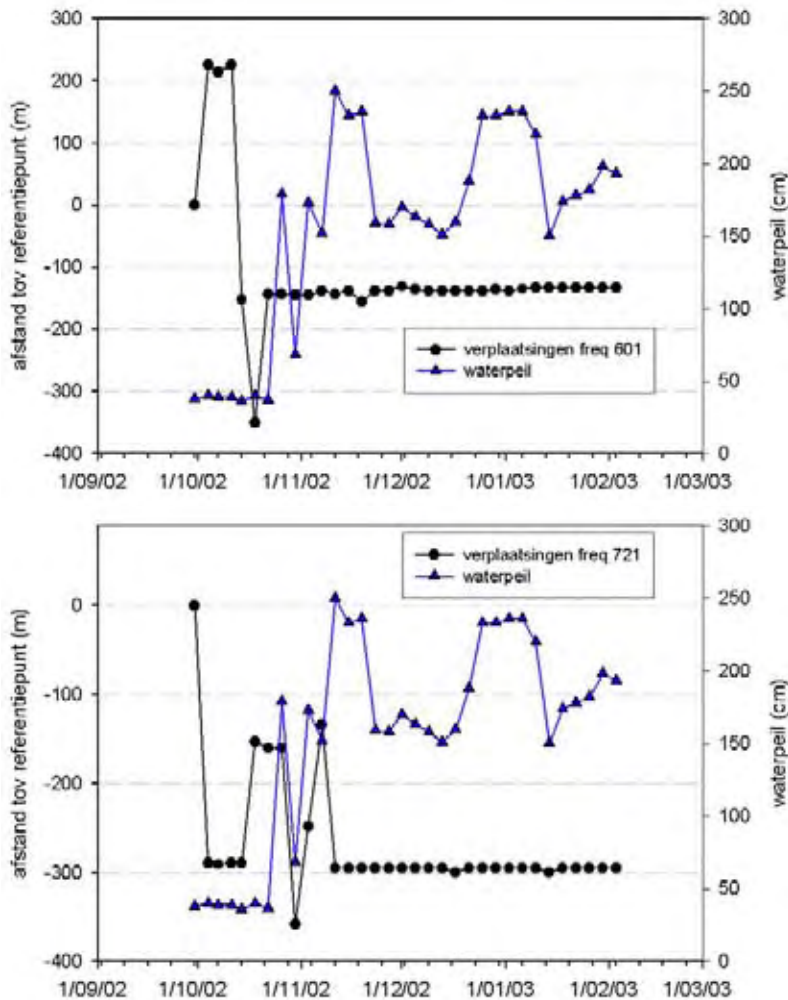 300
200
100
0
-100
-200
-300
-400
afstand tov referentiepunt (m)
300
250
200
150
100
50
0
waterpeil (cm)
verplaatsingen freq 601
waterpeil
1/09/02 1/10/02 1/11/02 1/12/02 1/01/03 1/02/03 1/03/03
0
-100
-200
-300
-400
afstand tov referentiepunt (m)
300
250
200
150
100
50
0
waterpeil (cm)
verplaatsingen freq 721
waterpeil
1/09/02 1/10/02 1/11/02 1/12/02 1/01/03 1/02/03 1/03/03